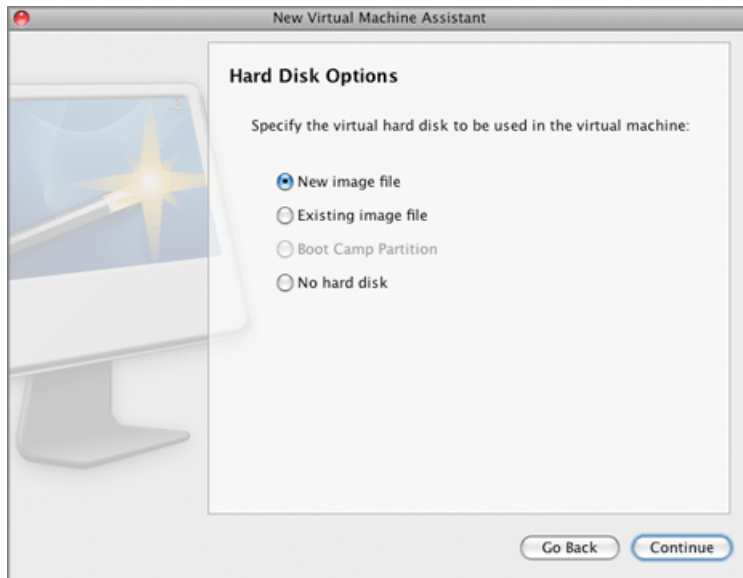 New Virtual Machine Assistant
Hard Disk Options
Specify the virtual hard disk to be used in the virtual machine:
New image file
Existing image file
Boot Camp Partition
No hard disk
Go Back
Continue